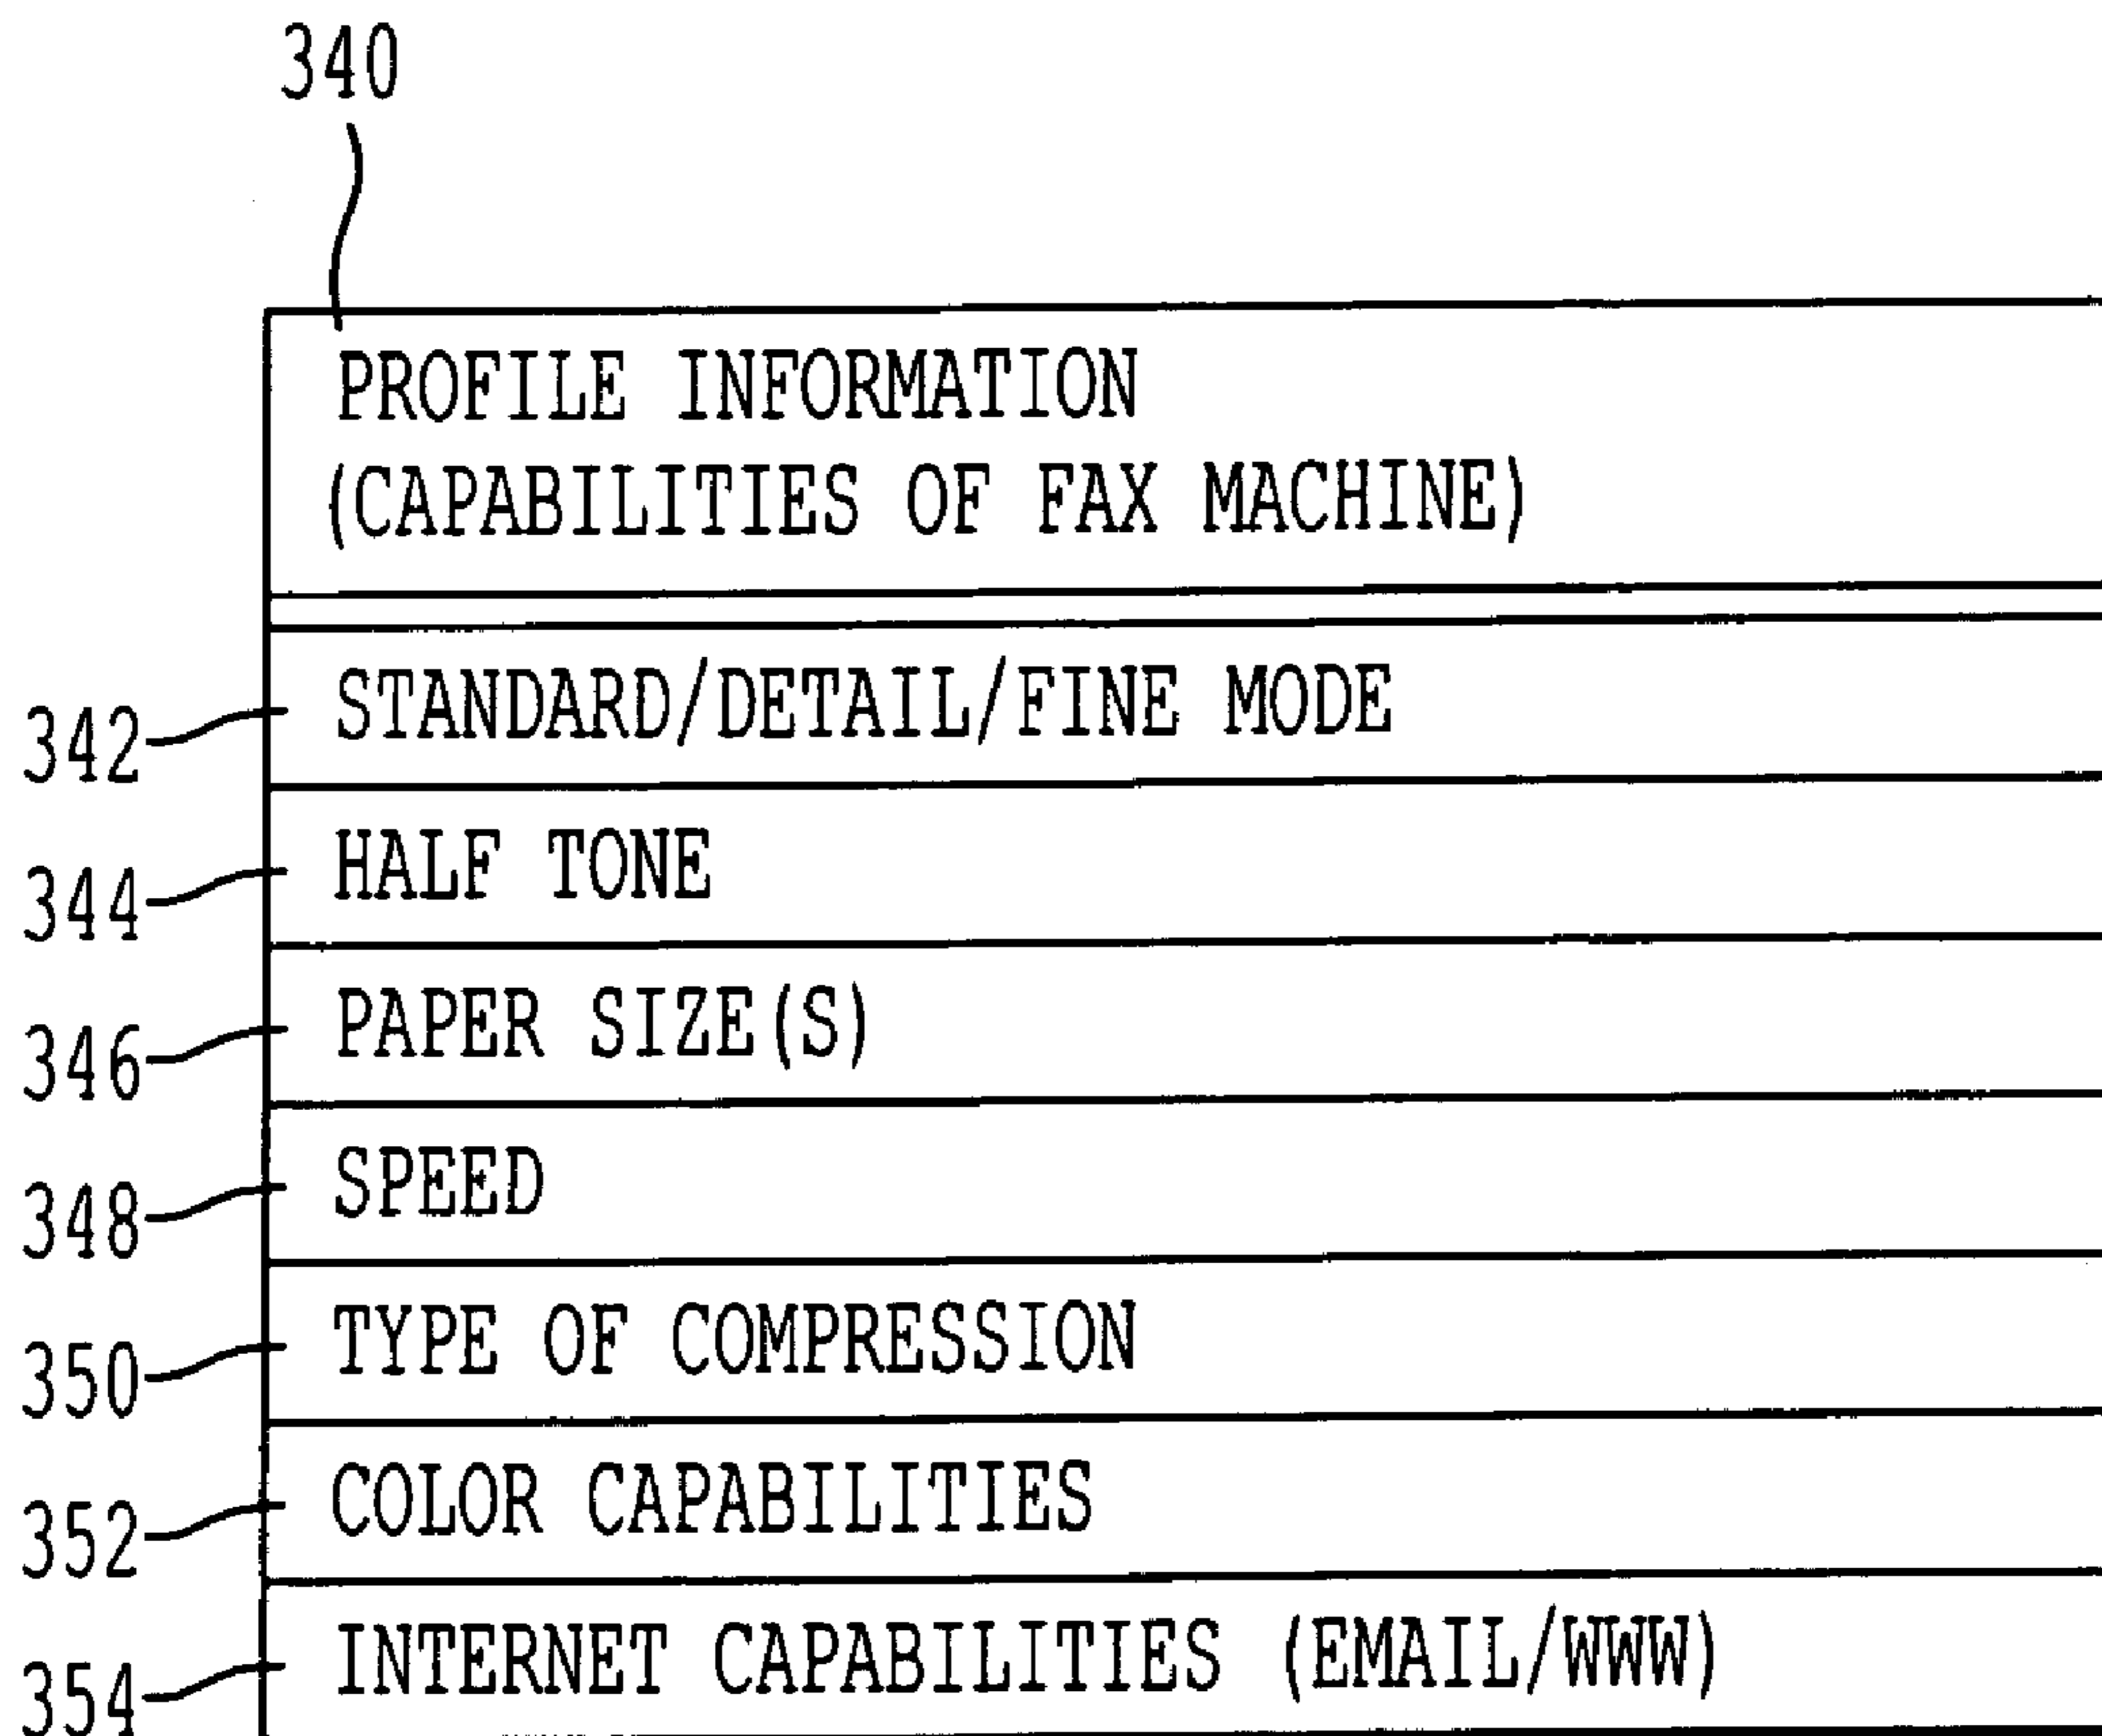 340
PROFILE INFORMATION
(CAPABILITIES OF FAX MACHINE)
342 STANDARD/DETAIL/FINE MODE
344 HALF TONE
346 PAPER SIZE(S)
348 SPEED
350 TYPE OF COMPRESSION
352 COLOR CAPABILITIES
354 INTERNET CAPABILITIES (EMAIL/WWW)